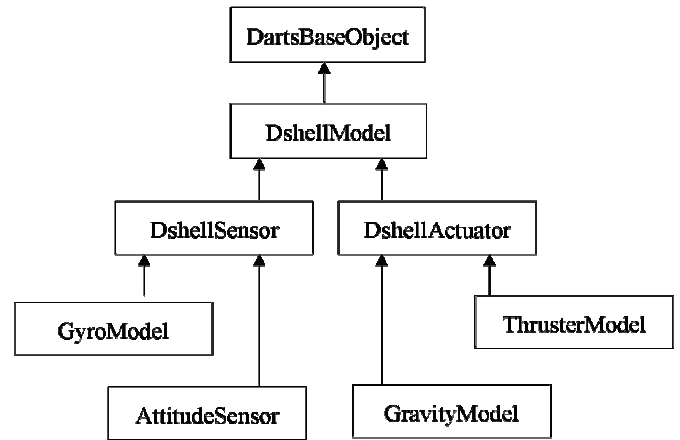 DartsBaseObject
DshellModel
DshellSensor
DshellActuator
GyroModel
ThrusterModel
AttitudeSensor
GravityModel